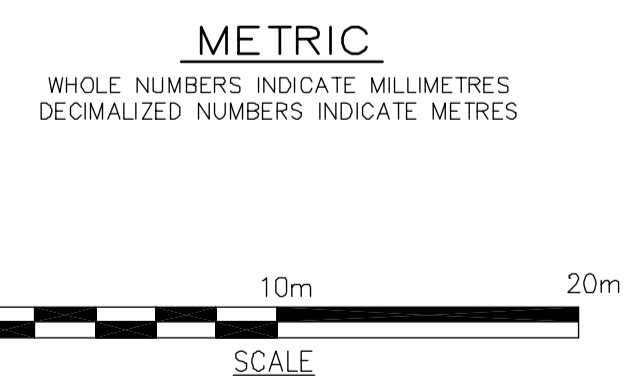 METRIC
WHOLE NUMBERS INDICATE MILLIMETRES
DECIMALIZED NUMBERS INDICATE METRES
10m 20m
SCALE